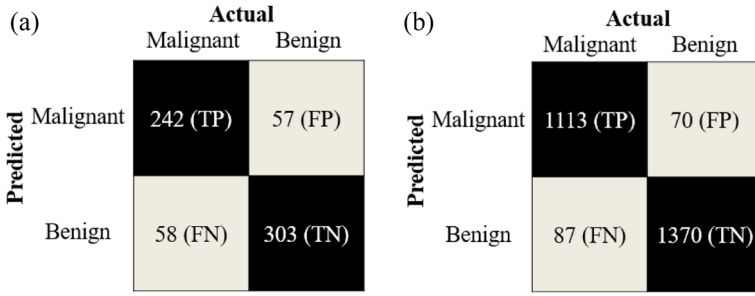 (a)
Actual
Malignant Benign
Predicted
Malignant 242 (TP) 57 (FP)
Benign 58 (FN) 303 (TN)
(b)
Actual
Malignant Benign
Predicted
Malignant 1113 (TP) 70 (FP)
Benign 87 (FN) 1370 (TN)